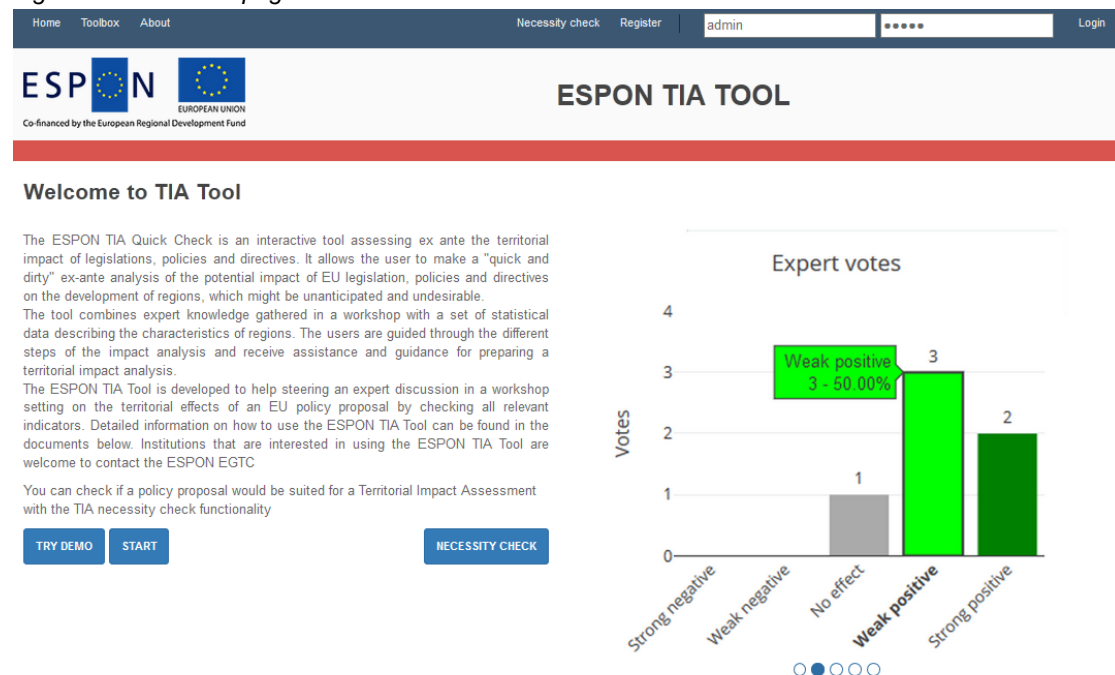 Home Toolbox About Necessity check Register admin ●●●●● Login
ESPON
EUROPEAN UNION
Co-financed by the European Regional Development Fund
ESPON TIA TOOL
Welcome to TIA Tool
The ESPON TIA Quick Check is an interactive tool assessing ex ante the territorial
impact of legislations, policies and directives. It allows the user to make a "quick and
dirty" ex-ante analysis of the potential impact of EU legislation, policies and directives
on the development of regions, which might be unanticipated and undesirable.
The tool combines expert knowledge gathered in a workshop with a set of statistical
data describing the characteristics of regions. The users are guided through the different
steps of the impact analysis and receive assistance and guidance for preparing a
territorial impact analysis.
The ESPON TIA Tool is developed to help steering an expert discussion in a workshop
setting on the territorial effects of an EU policy proposal by checking all relevant
indicators. Detailed information on how to use the ESPON TIA Tool can be found in the
documents below. Institutions that are interested in using the ESPON TIA Tool are
welcome to contact the ESPON EGTC
You can check if a policy proposal would be suited for a Territorial Impact Assessment
with the TIA necessity check functionality
TRY DEMO START NECESSITY CHECK
Expert votes
Votes
4
3
2
1
0
Weak positive
3 - 50.00%
1
3
2
Strong negative
Weak negative
No effect
Weak positive
Strong positive